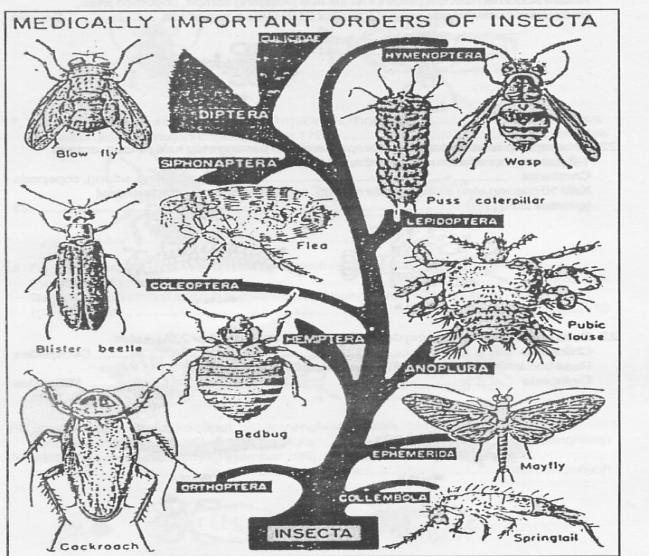 MEDICALLY IMPORTANT ORDERS OF INSECTA
CULICIDAE
HYMENOPTERA
DIPTERA
Blow fly
SIPHONAPTERA
Wasp
Puss caterpillar
LEPIDOPTERA
Flea
COLEOPTERA
Pubic
louse
HEMIPTERA
Blister beetle
ANOPLURA
Bedbug
EPHEMERIDA
Mayfly
ORTHOPTERA
COLLEMBOLA
INSECTA
Springtail
Cockroach